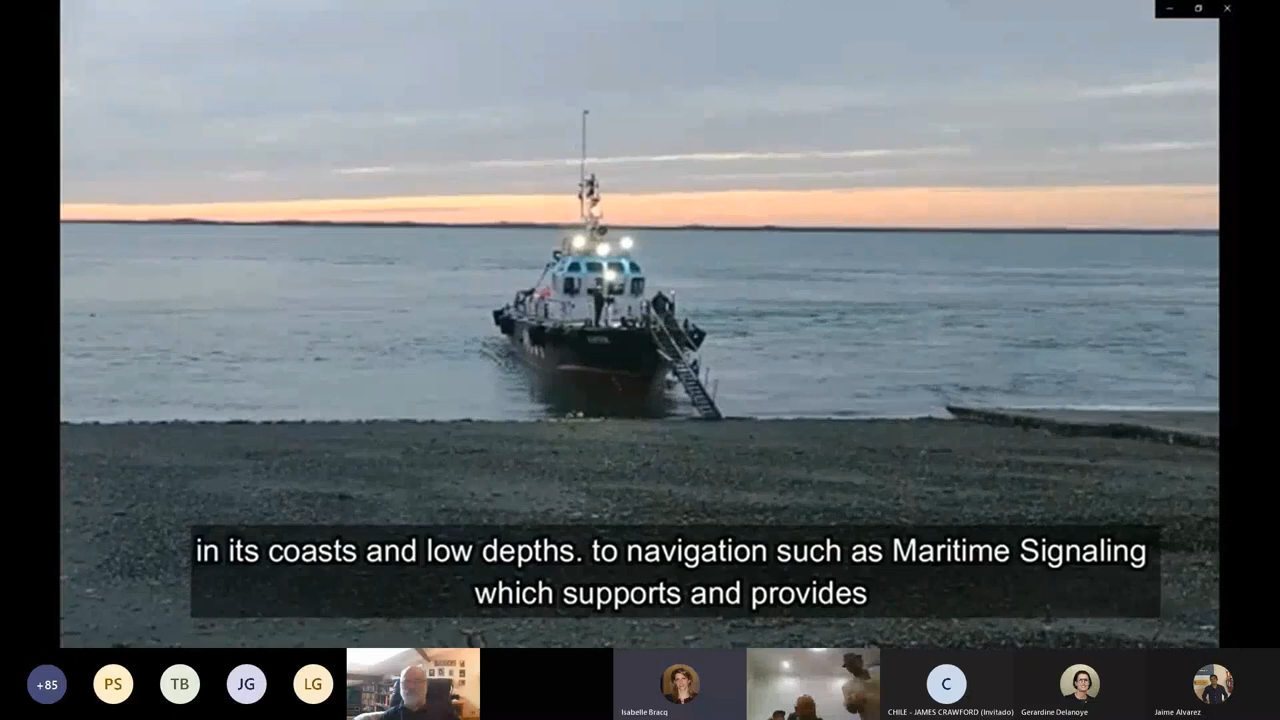 in its coasts and low depths. to navigation such as Maritime Signaling
which supports and provides
+85
PS
TB
JG
LG
Isabelle Bracq
C
CHILE - JAMES CRAWFORD (Invitado)
Gerardine Delanoye
Jaime Alvarez